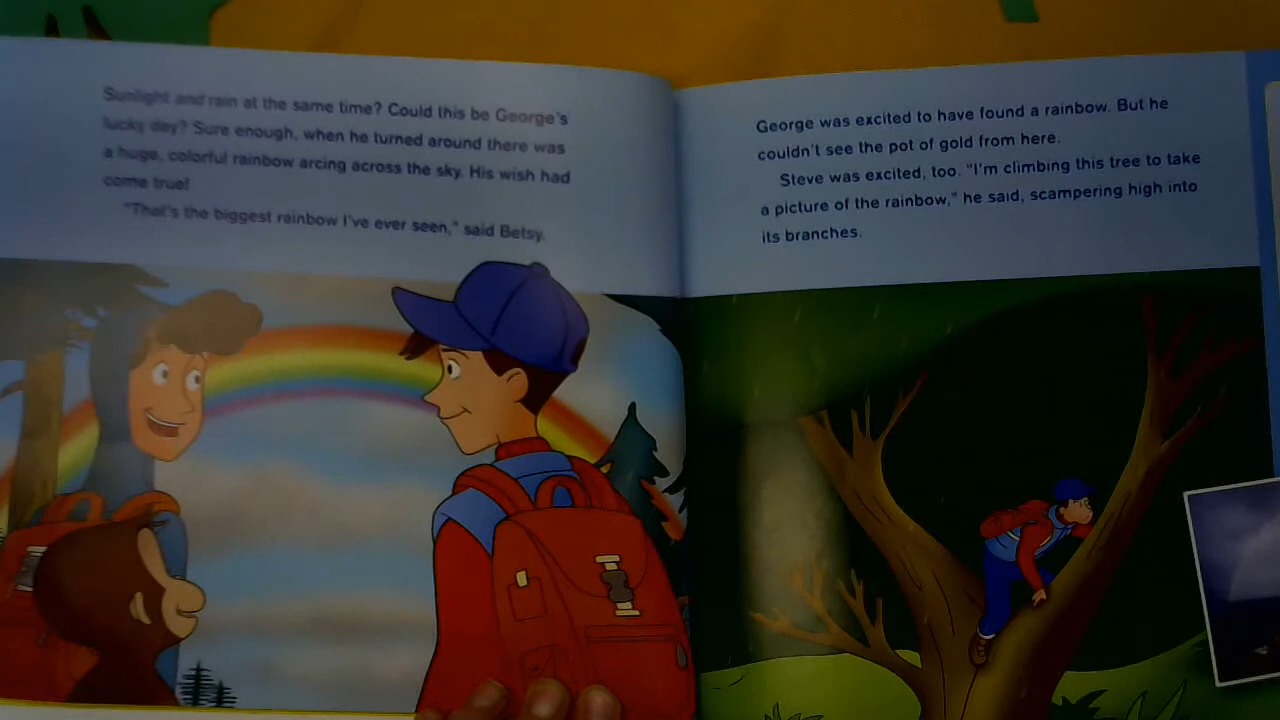 Sunlight and rain at the same time? Could this be George's
lucky day? Sure enough, when he turned around there was
a huge, colorful rainbow arcing across the sky. His wish had
come true!
"That's the biggest rainbow I've ever seen," said Betsy.
George was excited to have found a rainbow. But he
couldn't see the pot of gold from here.
Steve was excited, too. "I'm climbing this tree to take
a picture of the rainbow," he said, scampering high into
its branches.